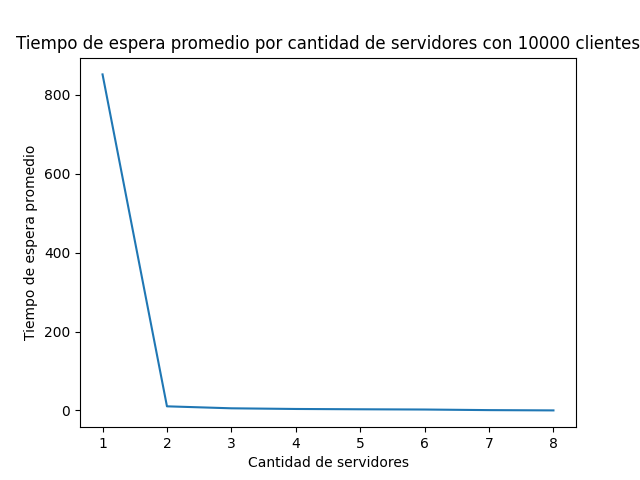 Tiempo de espera promedio por cantidad de servidores con 10000 clientes
800
600
400
200
0
Tiempo de espera promedio
1 2 3 4 5 6 7 8
Cantidad de servidores